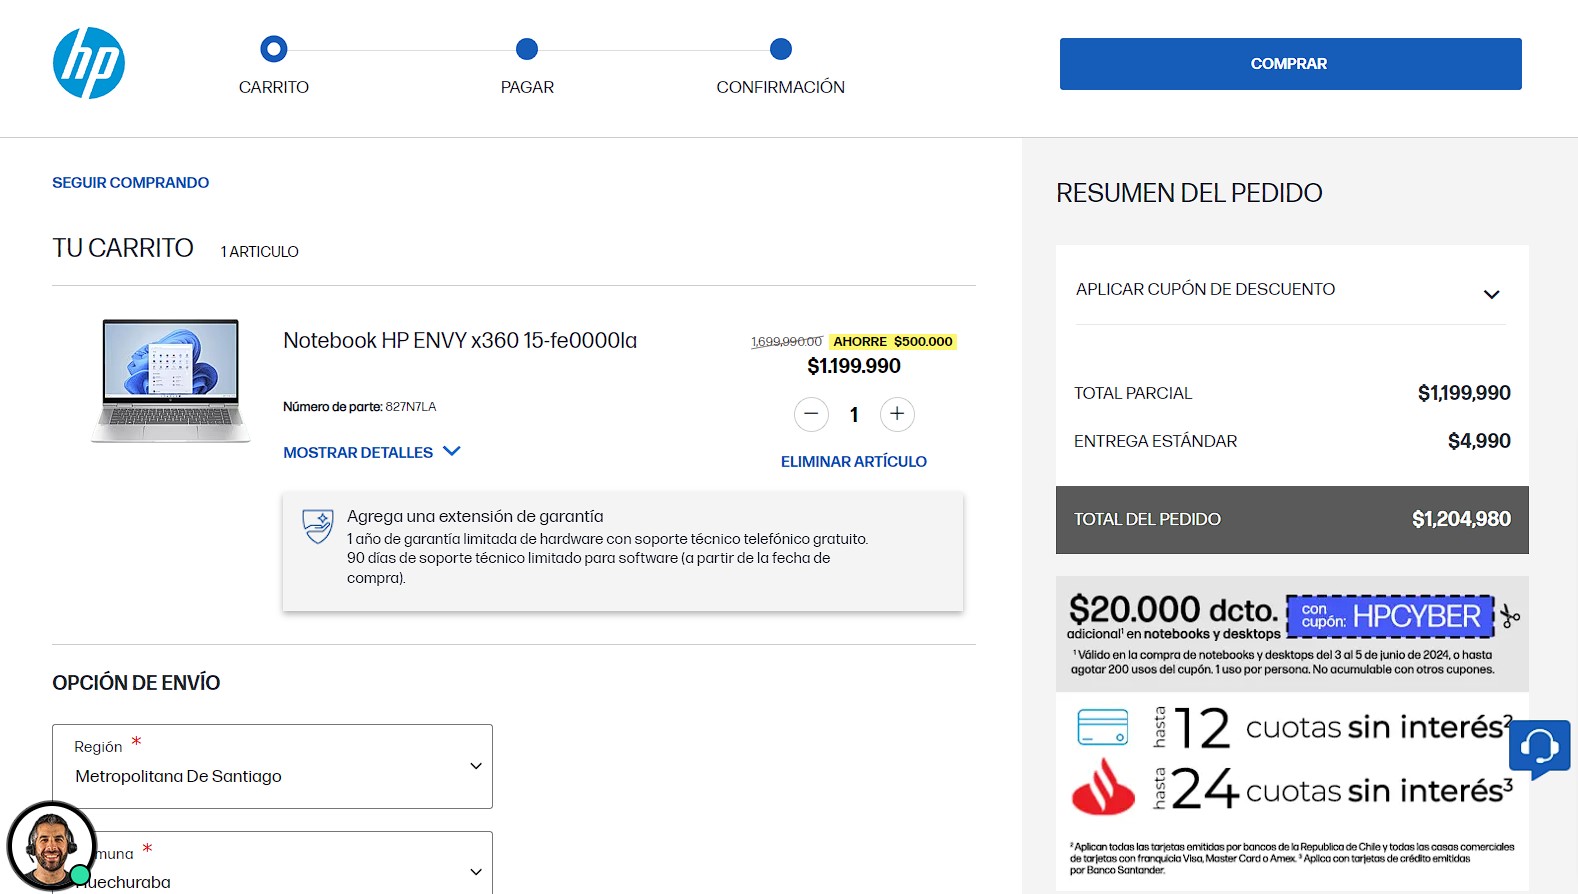 hp
CARRITO
PAGAR
CONFIRMACIÓN
COMPRAR
SEGUIR COMPRANDO
TU CARRITO 1 ARTICULO
Notebook HP ENVY x360 15-fe0000la
1,699,990.00 AHORRE $500.000
$1.199.990
Número de parte: 827N7LA
1
MOSTRAR DETALLES
ELIMINAR ARTÍCULO
Agrega una extensión de garantía
1 año de garantía limitada de hardware con soporte técnico telefónico gratuito.
90 días de soporte técnico limitado para software (a partir de la fecha de
compra).
OPCIÓN DE ENVÍO
Región *
Metropolitana De Santiago
muna *
uechuraba
RESUMEN DEL PEDIDO
APLICAR CUPÓN DE DESCUENTO
TOTAL PARCIAL $1,199,990
ENTREGA ESTÁNDAR $4,990
TOTAL DEL PEDIDO $1,204,980
$20.000 dcto. con cupón: HPCYBER
adicional¹ en notebooks y desktops
¹ Válido en la compra de notebooks y desktops del 3 al 5 de junio de 2024, o hasta
agotar 200 usos del cupón. 1 uso por persona. No acumulable con otros cupones.
hasta 12 cuotas sin interés²
hasta 24 cuotas sin interés³
² Aplican todas las tarjetas emitidas por bancos de la Republica de Chile y todas las casas comerciales
de tarjetas con franquicia Visa, Master Card o Amex. ³ Aplica con tarjetas de crédito emitidas
por Banco Santander.